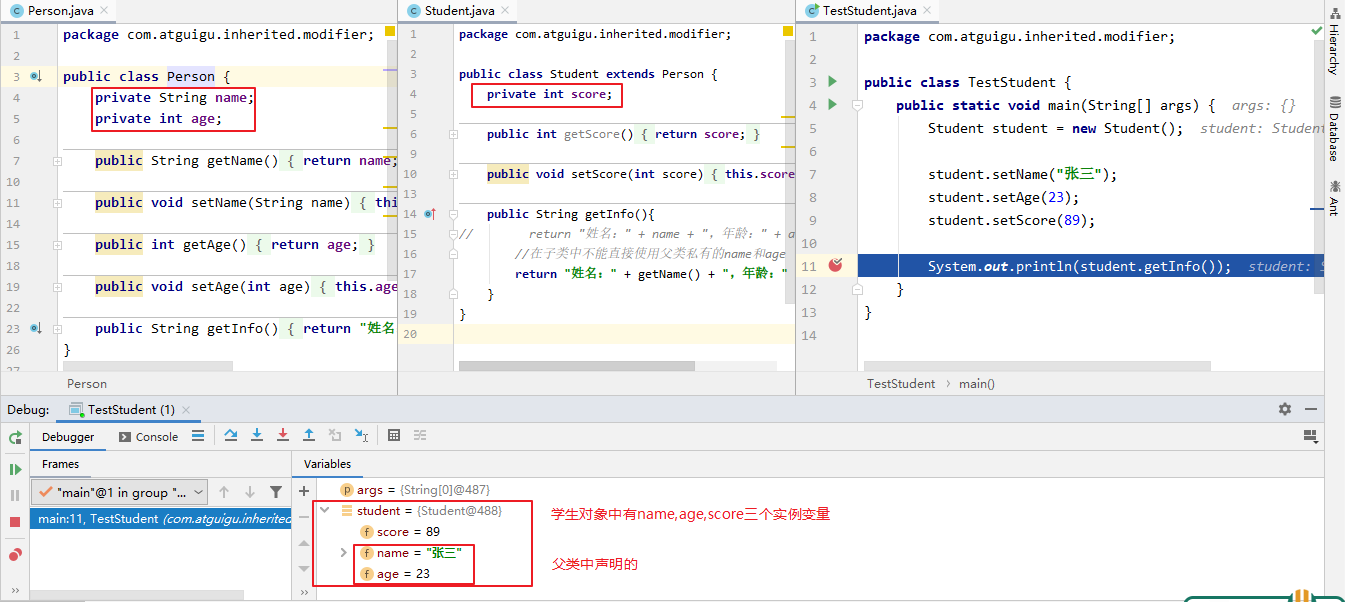 Person.java
1 package com.atguigu.inherited.modifier;
2
3 public class Person {
4 private String name;
5 private int age;
6
7 public String getName() { return name;
10
11 public void setName(String name) { thi
14
15 public int getAge() { return age; }
18
19 public void setAge(int age) { this.age
22
23 public String getInfo() { return "姓名
26 }
27
Person
Student.java
1 package com.atguigu.inherited.modifier;
2
3 public class Student extends Person {
4 private int score;
5
6 public int getScore() { return score; }
9
10 public void setScore(int score) { this.score
13
14 public String getInfo(){
15 // return "姓名：" + name + "，年龄：" + a
16 //在子类中不能直接使用父类私有的name和age
17 return "姓名：" + getName() + "，年龄："
18 }
19 }
20
TestStudent.java
1 package com.atguigu.inherited.modifier;
2
3 public class TestStudent {
4 public static void main(String[] args) { args: {}
5 Student student = new Student(); student: Student
6
7 student.setName("张三");
8 student.setAge(23);
9 student.setScore(89);
10
11 System.out.println(student.getInfo()); student: S
12 }
13 }
14
TestStudent › main()
Hierarchy
Database
Ant
Debug: TestStudent (1)
Debugger Console
Frames
"main"@1 in group "...
main:11, TestStudent (com.atguigu.inherited
Variables
p args = {String[0]@487}
student = {Student@488}
f score = 89
f name = "张三"
f age = 23
学生对象中有name,age,score三个实例变量
父类中声明的